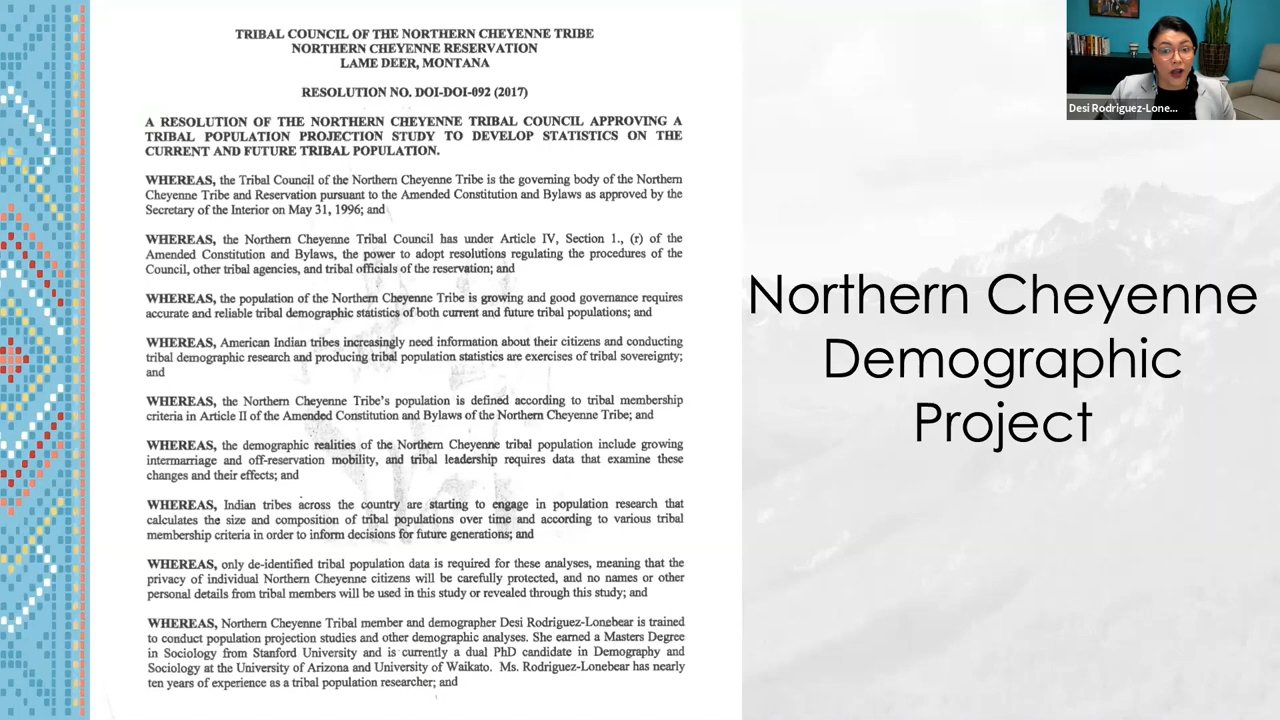 TRIBAL COUNCIL OF THE NORTHERN CHEYENNE TRIBE
NORTHERN CHEYENNE RESERVATION
LAME DEER, MONTANA
RESOLUTION NO. DOI-DOI-092 (2017)
A RESOLUTION OF THE NORTHERN CHEYENNE TRIBAL COUNCIL APPROVING A
TRIBAL POPULATION PROJECTION STUDY TO DEVELOP STATISTICS ON THE
CURRENT AND FUTURE TRIBAL POPULATION.
WHEREAS, the Tribal Council of the Northern Cheyenne Tribe is the governing body of the Northern
Cheyenne Tribe and Reservation pursuant to the Amended Constitution and Bylaws as approved by the
Secretary of the Interior on May 31, 1996; and
WHEREAS, the Northern Cheyenne Tribal Council has under Article IV, Section 1., (r) of the
Amended Constitution and Bylaws, the power to adopt resolutions regulating the procedures of the
Council, other tribal agencies, and tribal officials of the reservation; and
WHEREAS, the population of the Northern Cheyenne Tribe is growing and good governance requires
accurate and reliable tribal demographic statistics of both current and future tribal populations; and
WHEREAS, American Indian tribes increasingly need information about their citizens and conducting
tribal demographic research and producing tribal population statistics are exercises of tribal sovereignty;
and
WHEREAS, the Northern Cheyenne Tribe's population is defined according to tribal membership
criteria in Article II of the Amended Constitution and Bylaws of the Northern Cheyenne Tribe; and
WHEREAS, the demographic realities of the Northern Cheyenne tribal population include growing
intermarriage and off-reservation mobility, and tribal leadership requires data that examine these
changes and their effects; and
WHEREAS, Indian tribes across the country are starting to engage in population research that
calculates the size and composition of tribal populations over time and according to various tribal
membership criteria in order to inform decisions for future generations; and
WHEREAS, only de-identified tribal population data is required for these analyses, meaning that the
privacy of individual Northern Cheyenne citizens will be carefully protected, and no names or other
personal details from tribal members will be used in this study or revealed through this study; and
WHEREAS, Northern Cheyenne Tribal member and demographer Desi Rodriguez-Lonebear is trained
to conduct population projection studies and other demographic analyses. She earned a Masters Degree
in Sociology from Stanford University and is currently a dual PhD candidate in Demography and
Sociology at the University of Arizona and University of Waikato. Ms. Rodriguez-Lonebear has nearly
ten years of experience as a tribal population researcher; and
Northern Cheyenne
Demographic
Project
Desi Rodriguez-Lone...